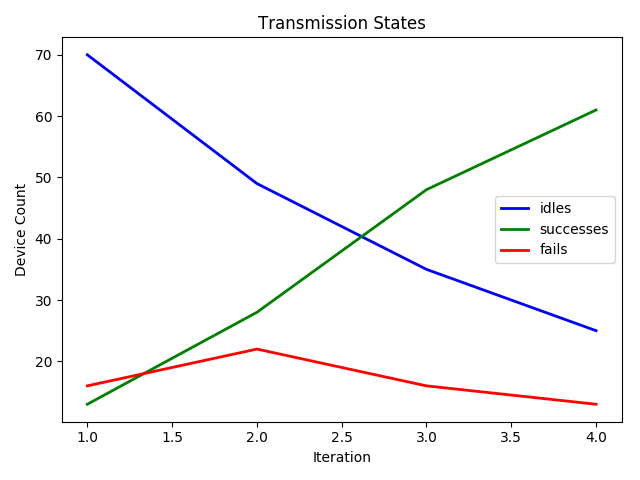 Transmission States
Device Count
70
60
50
40
30
20
idles
successes
fails
1.0 1.5 2.0 2.5 3.0 3.5 4.0
Iteration